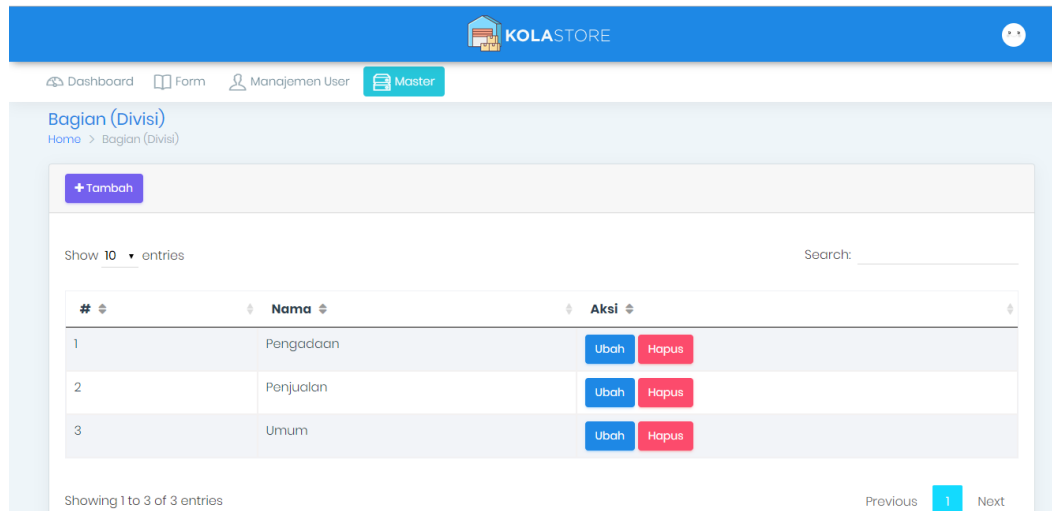 KOLASTORE
Dashboard Form Manajemen User Master
Bagian (Divisi)
Home > Bagian (Divisi)
+ Tambah
Show 10 entries Search:
# Nama Aksi
1 Pengadaan Ubah Hapus
2 Penjualan Ubah Hapus
3 Umum Ubah Hapus
Showing 1 to 3 of 3 entries Previous 1 Next